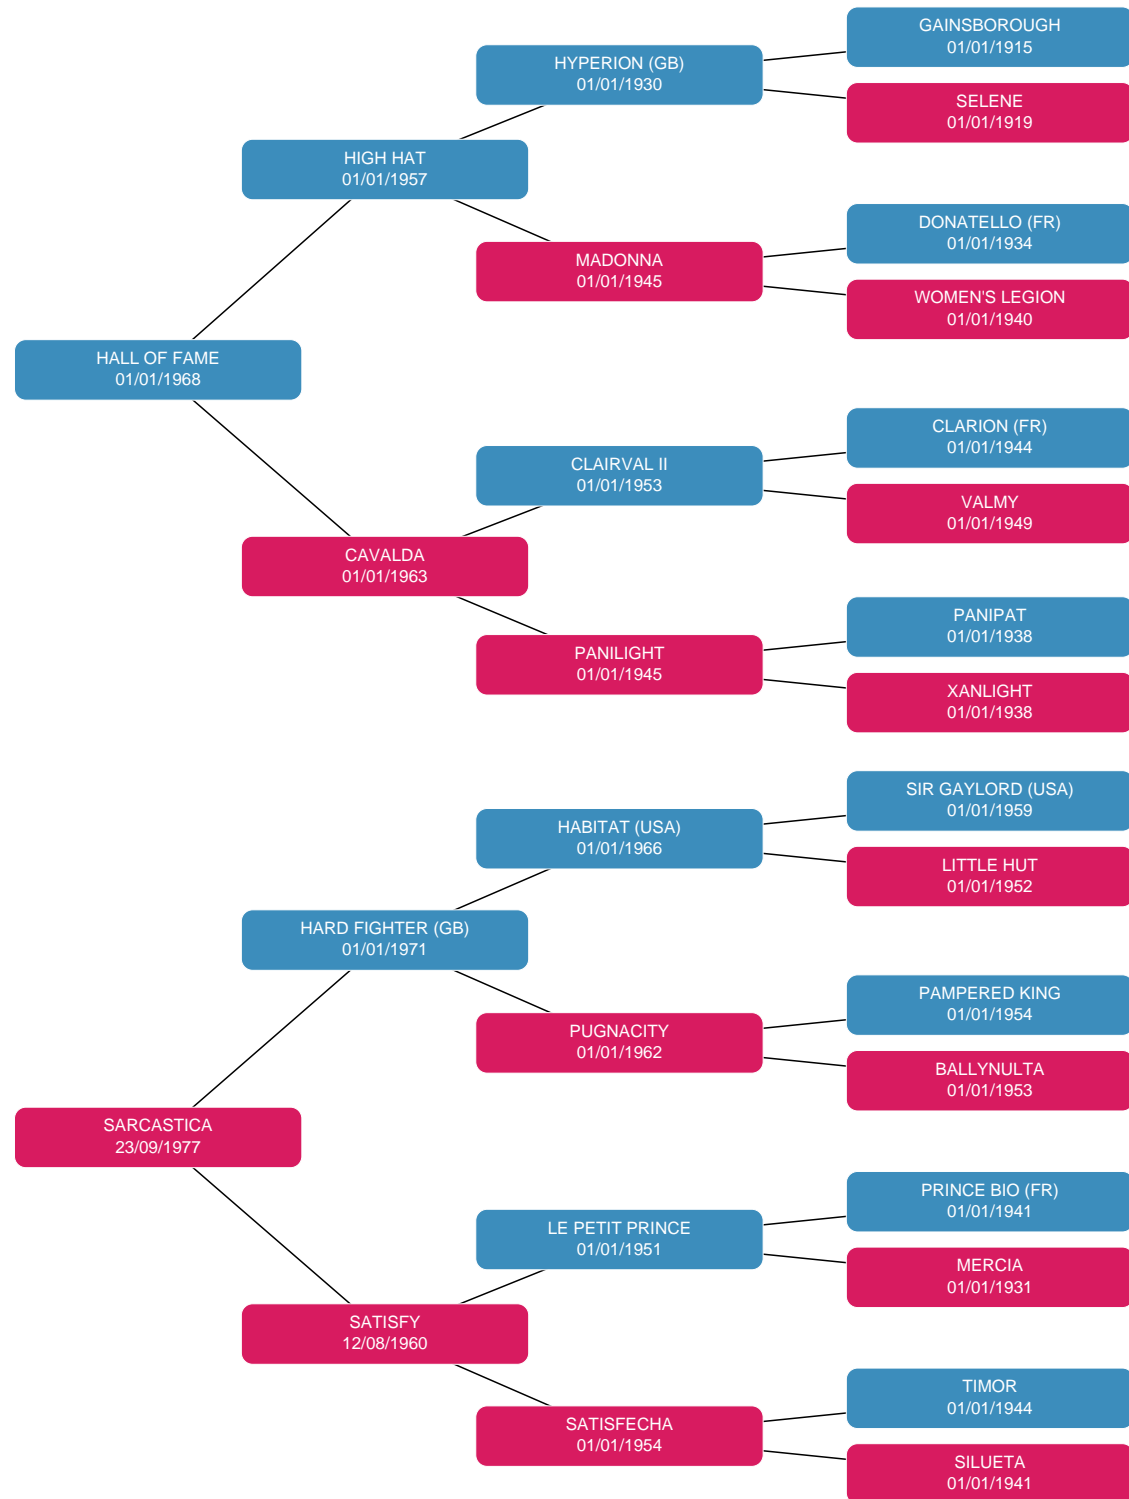 GAINSBOROUGH
01/01/1915
HYPERION (GB)
01/01/1930
SELENE
01/01/1919
HIGH HAT
01/01/1957
DONATELLO (FR)
01/01/1934
MADONNA
01/01/1945
WOMEN'S LEGION
01/01/1940
HALL OF FAME
01/01/1968
CLARION (FR)
01/01/1944
CLAIRVAL II
01/01/1953
VALMY
01/01/1949
CAVALDA
01/01/1963
PANIPAT
01/01/1938
PANILIGHT
01/01/1945
XANLIGHT
01/01/1938
SIR GAYLORD (USA)
01/01/1959
HABITAT (USA)
01/01/1966
LITTLE HUT
01/01/1952
HARD FIGHTER (GB)
01/01/1971
PAMPERED KING
01/01/1954
PUGNACITY
01/01/1962
BALLYNULTA
01/01/1953
SARCASTICA
23/09/1977
PRINCE BIO (FR)
01/01/1941
LE PETIT PRINCE
01/01/1951
MERCIA
01/01/1931
SATISFY
12/08/1960
TIMOR
01/01/1944
SATISFECHA
01/01/1954
SILUETA
01/01/1941